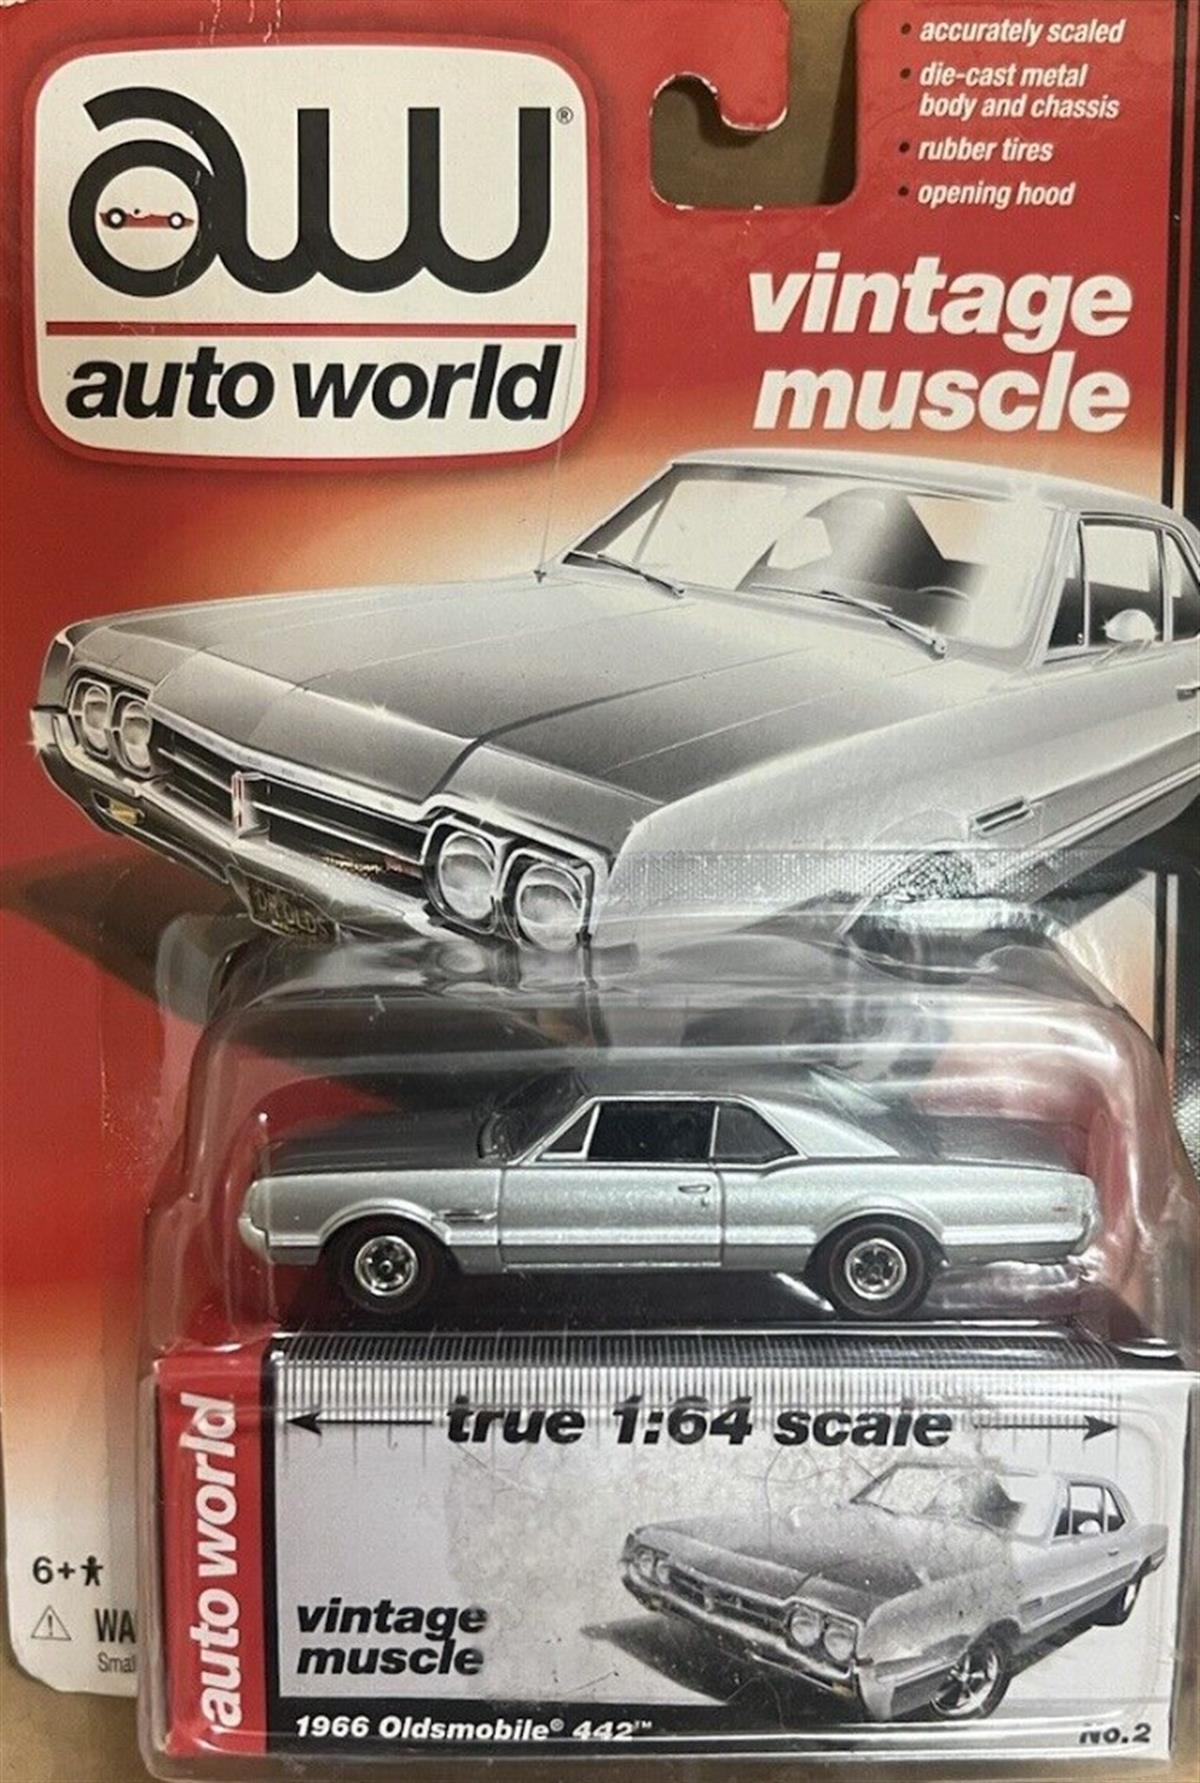 • accurately scaled
• die-cast metal
body and chassis
• rubber tires
• opening hood
aw®
auto world
vintage
muscle
true 1:64 scale
auto world
6+
⚠ WA
Smal
vintage
muscle
1966 Oldsmobile® 442™
No.2